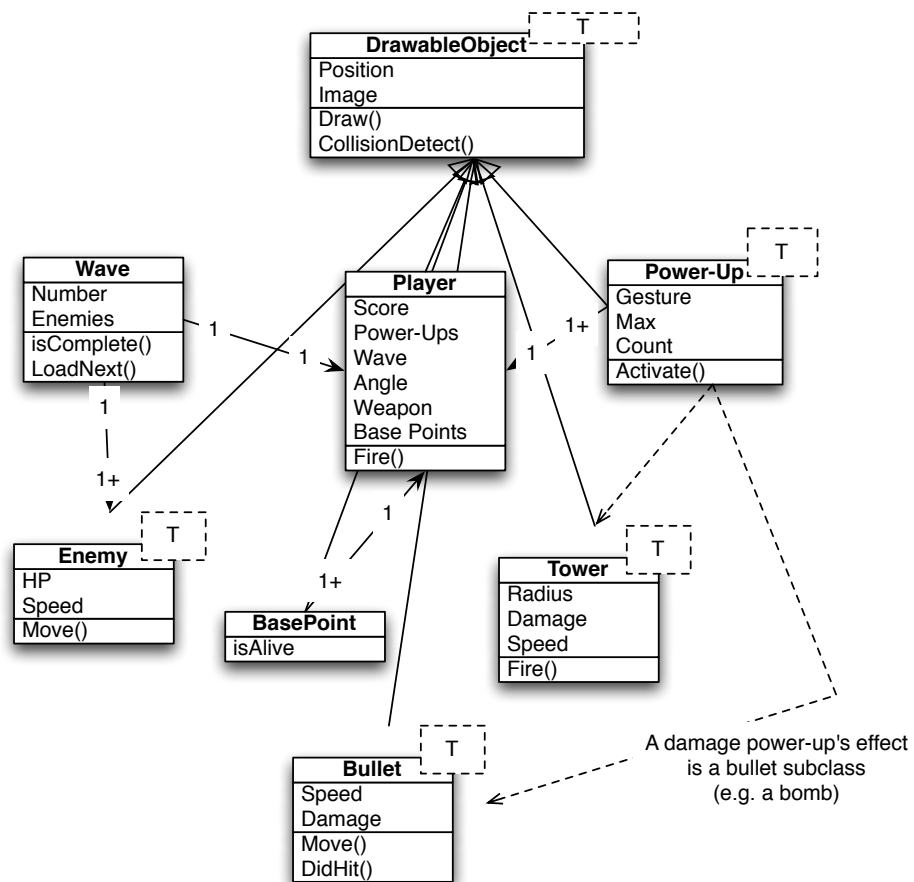 T
DrawableObject
Position
Image
Draw()
CollisionDetect()
Wave
Number
Enemies
isComplete()
LoadNext()
Player
Score
Power-Ups
Wave
Angle
Weapon
Base Points
Fire()
T
Power-Up
Gesture
Max
Count
Activate()
1
1
1
1+
1
1+
1
1+
T
Enemy
HP
Speed
Move()
BasePoint
isAlive
T
Tower
Radius
Damage
Speed
Fire()
T
Bullet
Speed
Damage
Move()
DidHit()
A damage power-up's effect
is a bullet subclass
(e.g. a bomb)